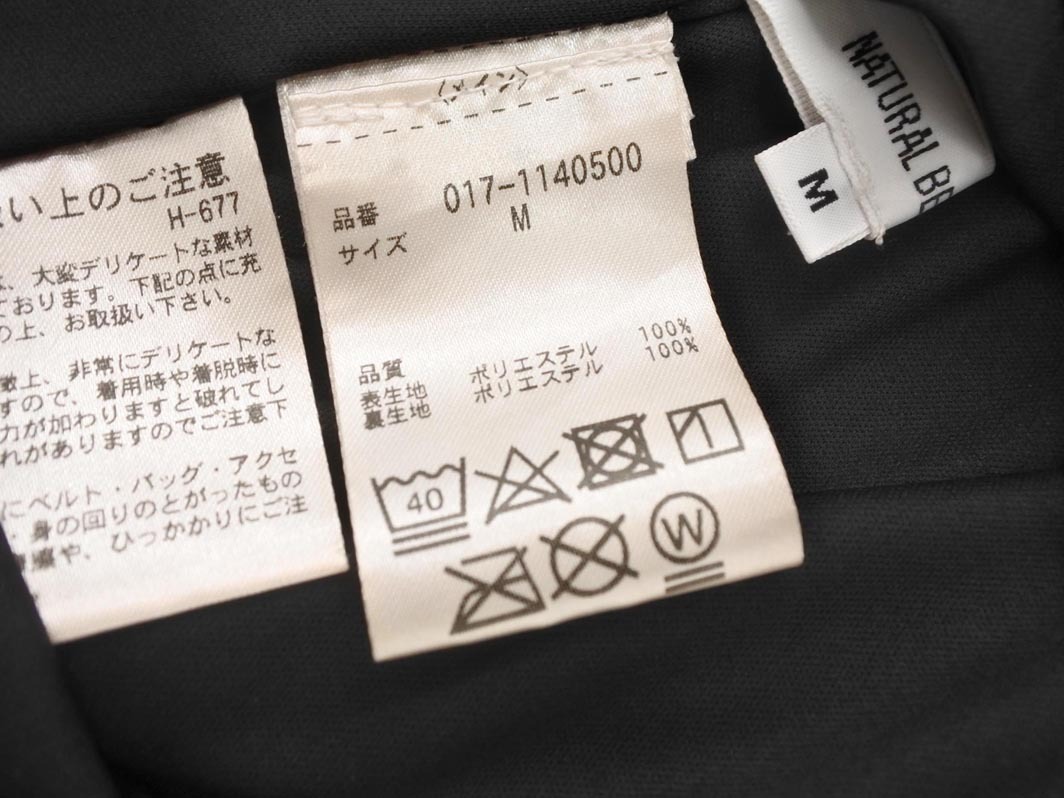 い上のご注意
H-677
、大変デリケートな素材
ております。下記の点に充
の上、お取扱い下さい。
徴上、非常にデリケートな
すので、着用時や着脱時に
力が加わりますと破れてし
れがありますのでご注意下
にベルト・バッグ・アクセ
、身の回りのとがったもの
や、ひっかかりにご注
〈メイン〉
品番 017-1140500
サイズ M
品質
表生地 ポリエステル 100%
裏生地 ポリエステル 100%
40
W
NATURAL BE
M